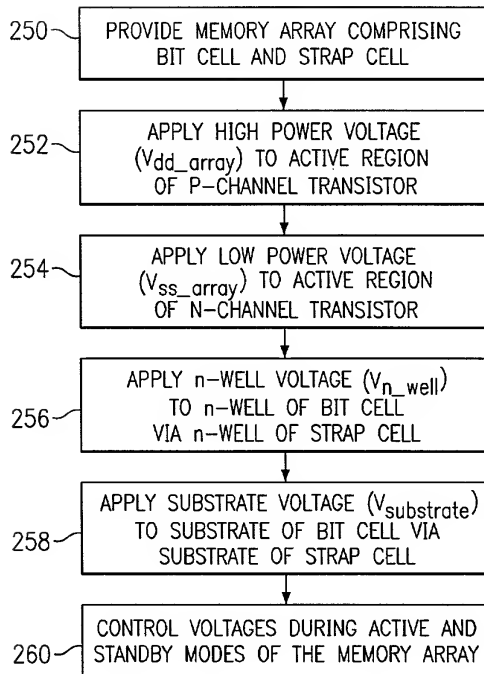 250
PROVIDE MEMORY ARRAY COMPRISING
BIT CELL AND STRAP CELL
252
APPLY HIGH POWER VOLTAGE
(Vdd_array) TO ACTIVE REGION
OF P-CHANNEL TRANSISTOR
254
APPLY LOW POWER VOLTAGE
(Vss_array) TO ACTIVE REGION
OF N-CHANNEL TRANSISTOR
256
APPLY n-WELL VOLTAGE (Vn_well)
TO n-WELL OF BIT CELL
VIA n-WELL OF STRAP CELL
258
APPLY SUBSTRATE VOLTAGE (Vsubstrate)
TO SUBSTRATE OF BIT CELL VIA
SUBSTRATE OF STRAP CELL
260
CONTROL VOLTAGES DURING ACTIVE AND
STANDBY MODES OF THE MEMORY ARRAY